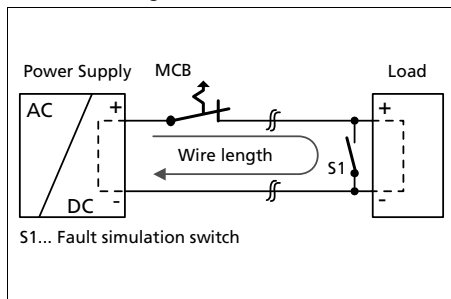 Power Supply MCB Load
AC + +
Wire length
S1
DC - -
S1... Fault simulation switch